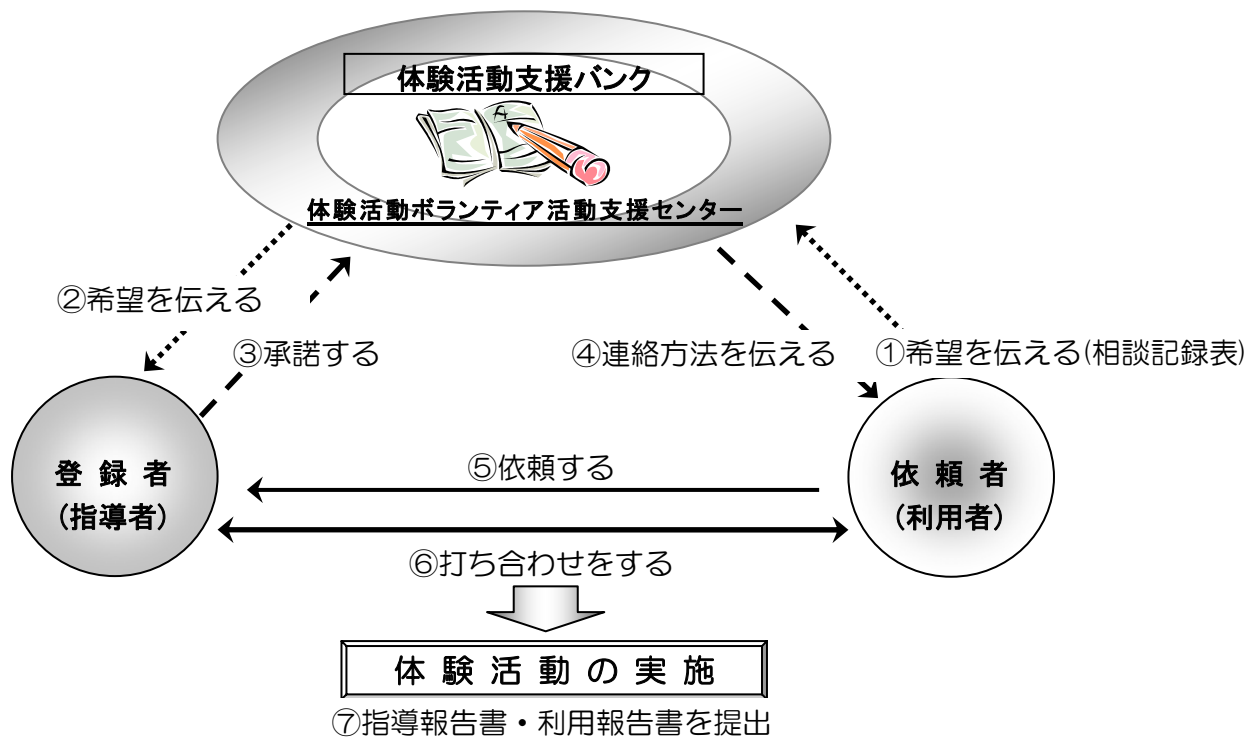 体験活動支援バンク
体験活動ボランティア活動支援センター
②希望を伝える
③承諾する
④連絡方法を伝える
①希望を伝える(相談記録表)
登録者
(指導者)
⑤依頼する
依頼者
(利用者)
⑥打ち合わせをする
体験活動の実施
⑦指導報告書・利用報告書を提出